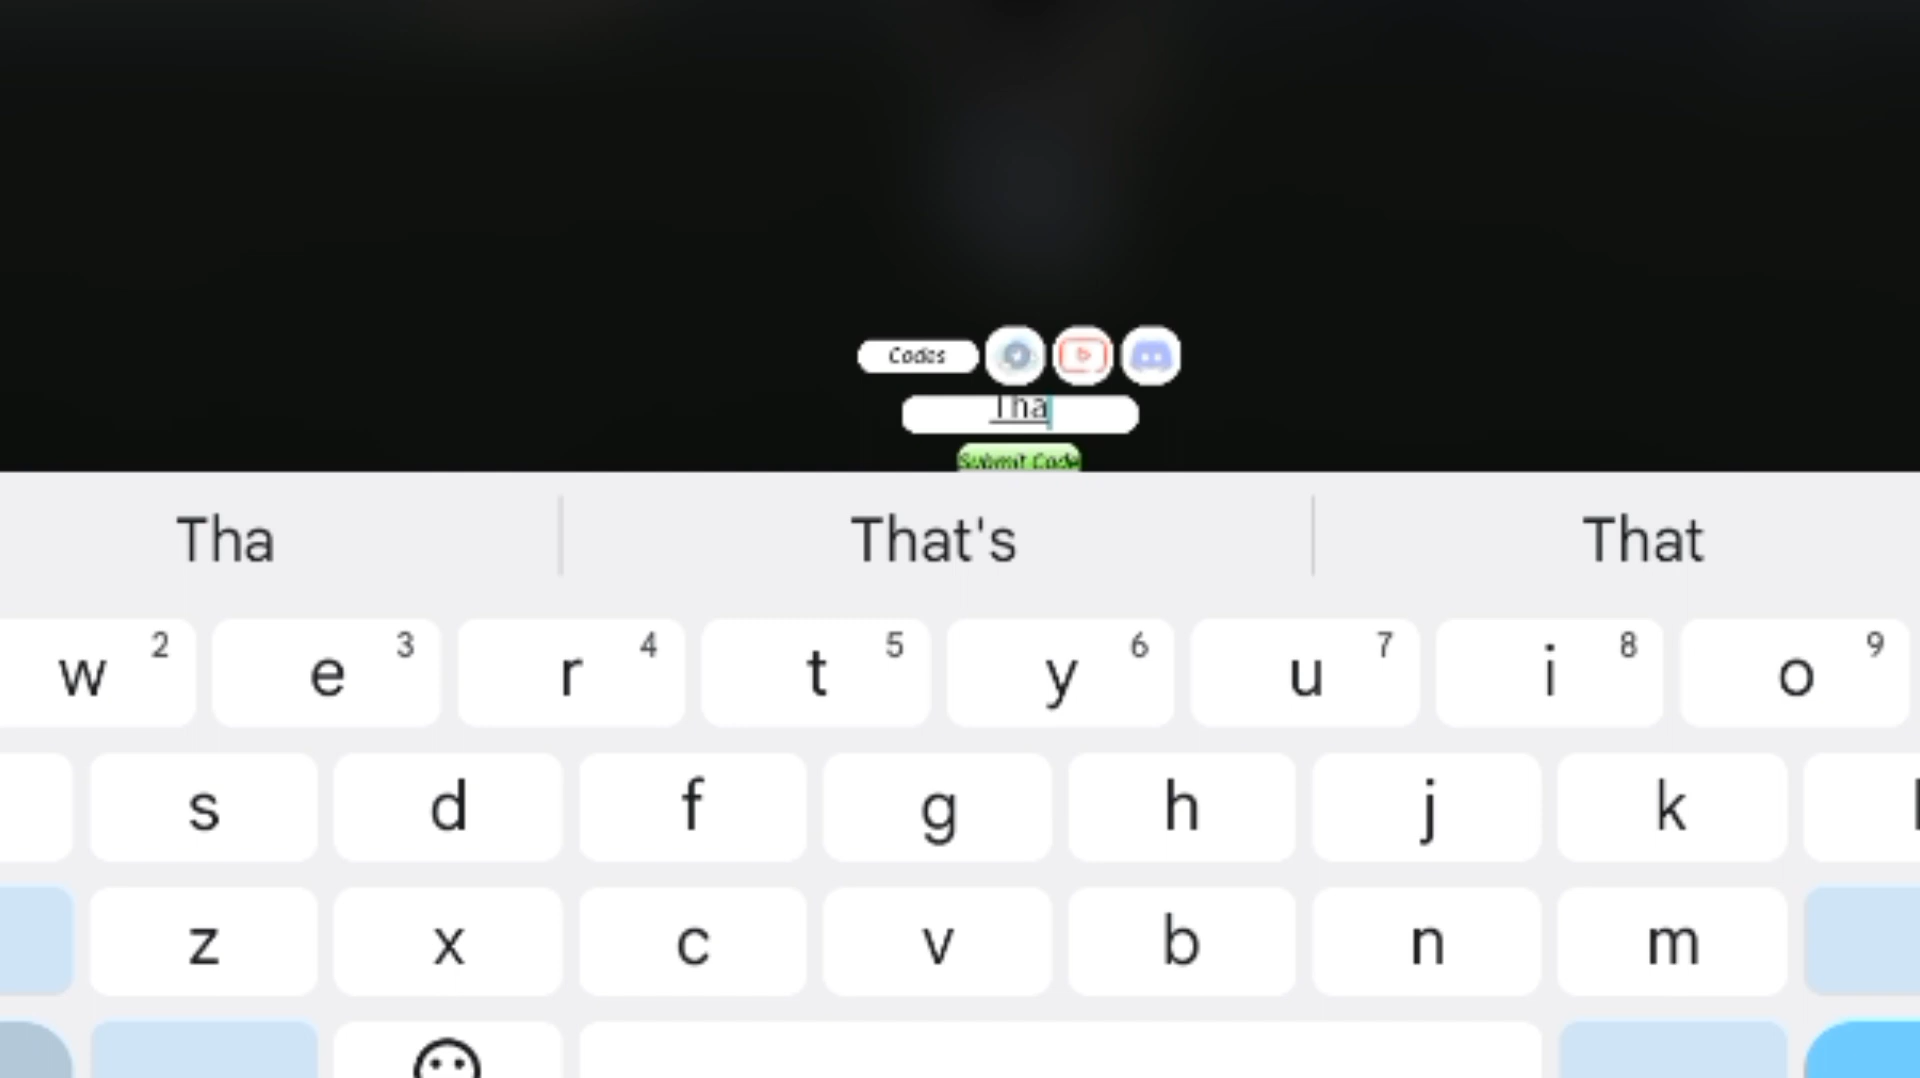 Codes
Tha
Submit Code
Tha That's That
w 2 e 3 r 4 t 5 y 6 u 7 i 8 o 9
s d f g h j k
z x c v b n m